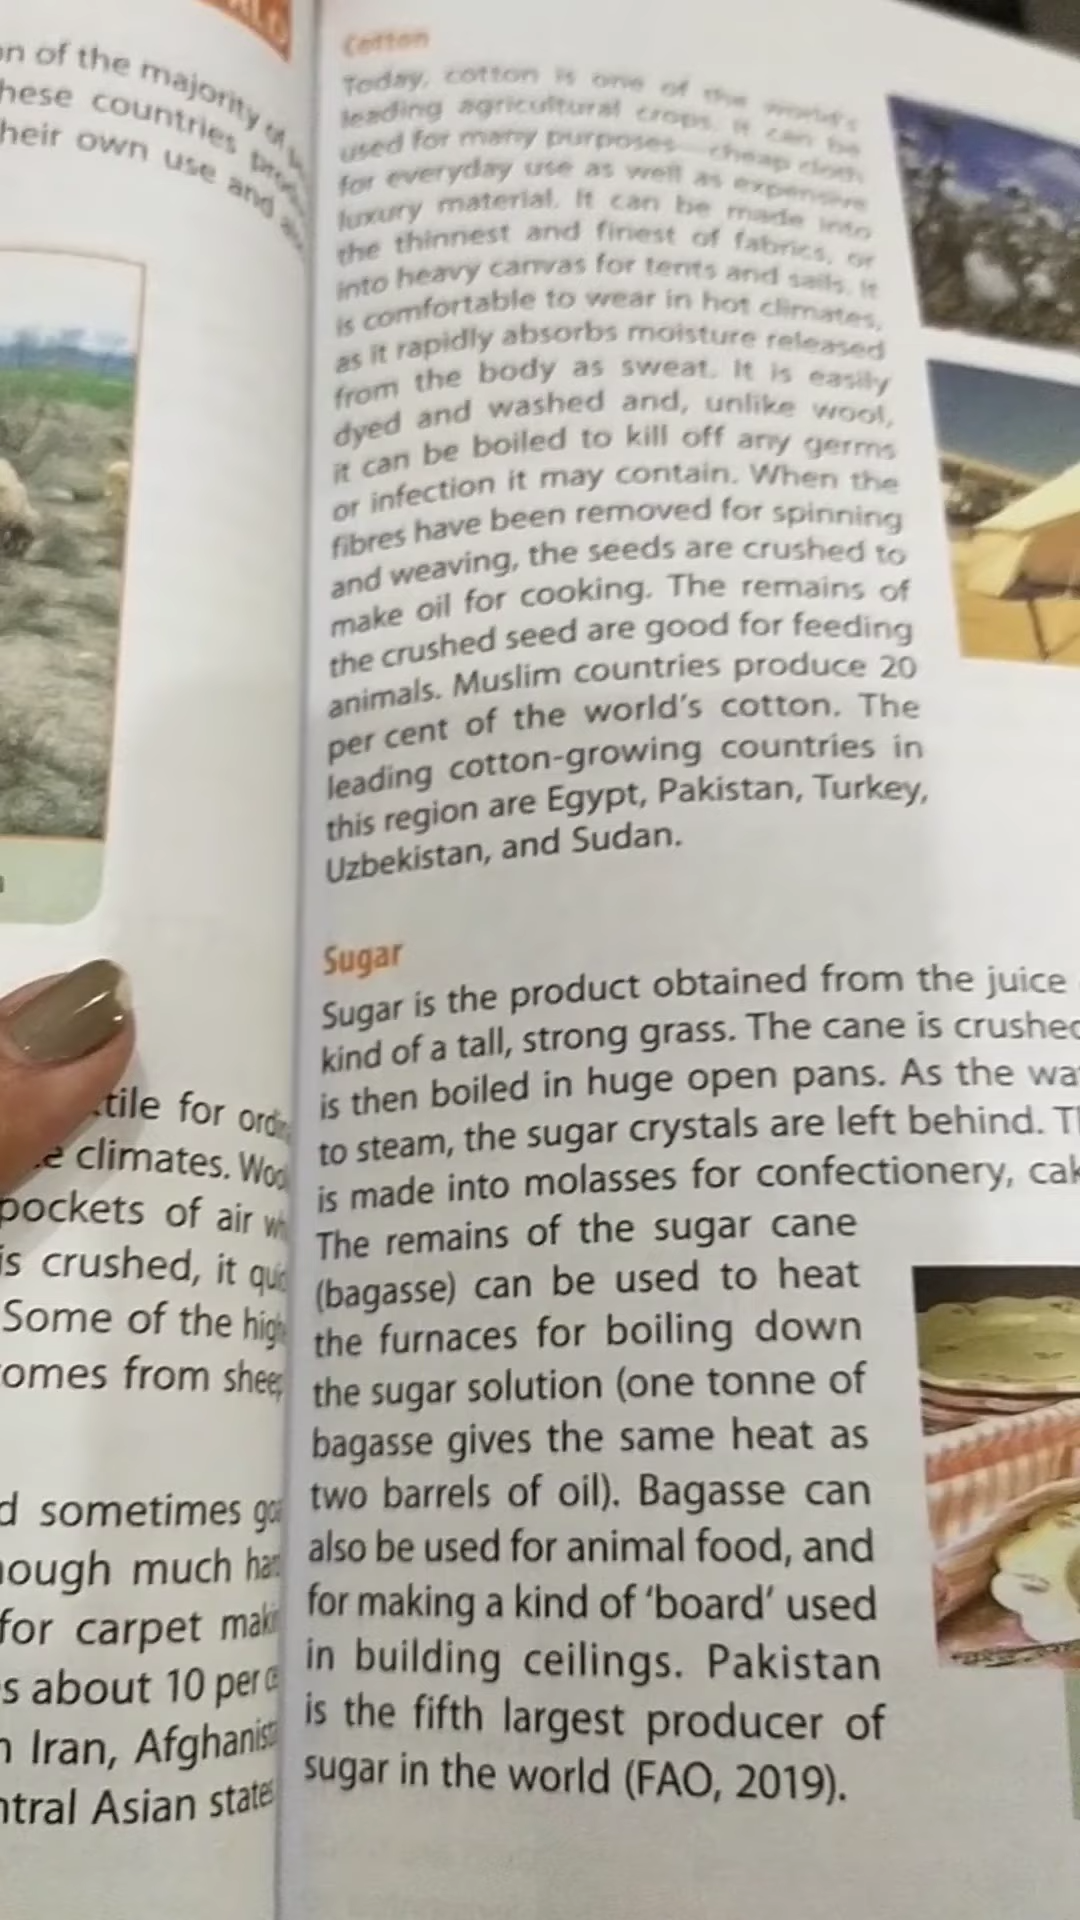 on of the majority of
hese countries
heir own use and
tile for
climates.
pockets of air
is crushed, it
Some of the
omes from
d sometimes
ough much
for carpet
s about 10 per
Iran,
ntral Asian
Cotton
Today, cotton is one of the world's
leading agricultural crops. It can be
used for many purposes—cheap cloth
for everyday use as well as expensive
luxury material. It can be made into
the thinnest and finest of fabrics, or
into heavy canvas for tents and sails. It
is comfortable to wear in hot climates,
as it rapidly absorbs moisture released
from the body as sweat. It is easily
dyed and washed and, unlike wool,
it can be boiled to kill off any germs
or infection it may contain. When the
fibres have been removed for spinning
and weaving, the seeds are crushed to
make oil for cooking. The remains of
the crushed seed are good for feeding
animals. Muslim countries produce 20
per cent of the world's cotton. The
leading cotton-growing countries in
this region are Egypt, Pakistan, Turkey,
Uzbekistan, and Sudan.
Sugar
Sugar is the product obtained from the juice
kind of a tall, strong grass. The cane is crushed
is then boiled in huge open pans. As the
to steam, the sugar crystals are left behind.
is made into molasses for confectionery,
The remains of the sugar cane
(bagasse) can be used to heat
the furnaces for boiling down
the sugar solution (one tonne of
bagasse gives the same heat as
two barrels of oil). Bagasse can
also be used for animal food, and
for making a kind of 'board' used
in building ceilings. Pakistan
is the fifth largest producer of
sugar in the world (FAO, 2019).